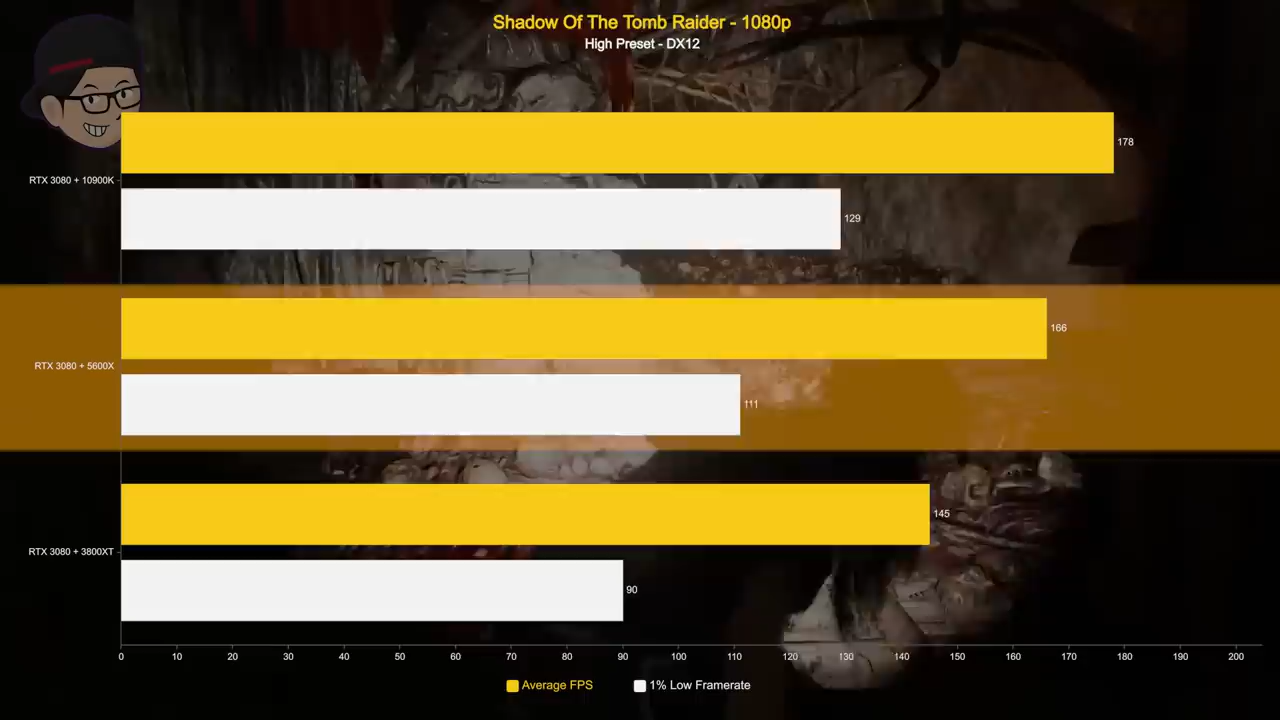 Shadow Of The Tomb Raider - 1080p
High Preset - DX12
178
RTX 3080 + 10900K
129
166
RTX 3080 + 5600X
111
145
RTX 3080 + 3800XT
90
0 10 20 30 40 50 60 70 80 90 100 110 120 130 140 150 160 170 180 190 200
Average FPS 1% Low Framerate